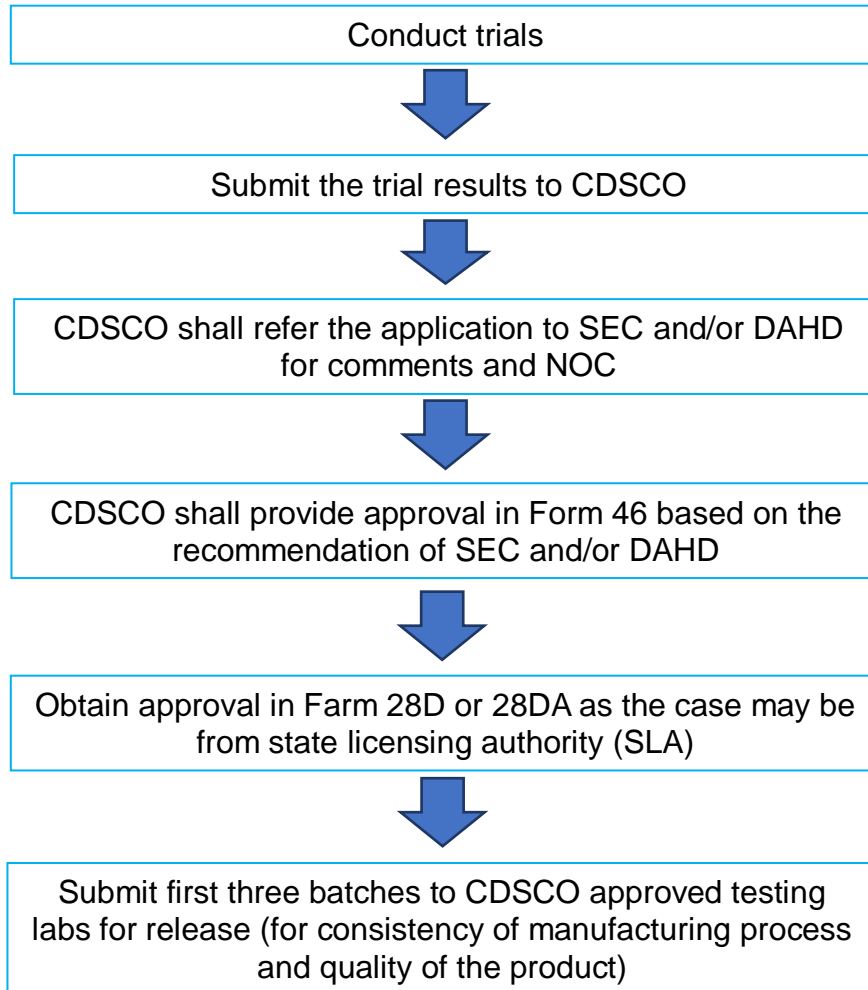 Conduct trials
Submit the trial results to CDSCO
CDSCO shall refer the application to SEC and/or DAHD
for comments and NOC
CDSCO shall provide approval in Form 46 based on the
recommendation of SEC and/or DAHD
Obtain approval in Farm 28D or 28DA as the case may be
from state licensing authority (SLA)
Submit first three batches to CDSCO approved testing
labs for release (for consistency of manufacturing process
and quality of the product)